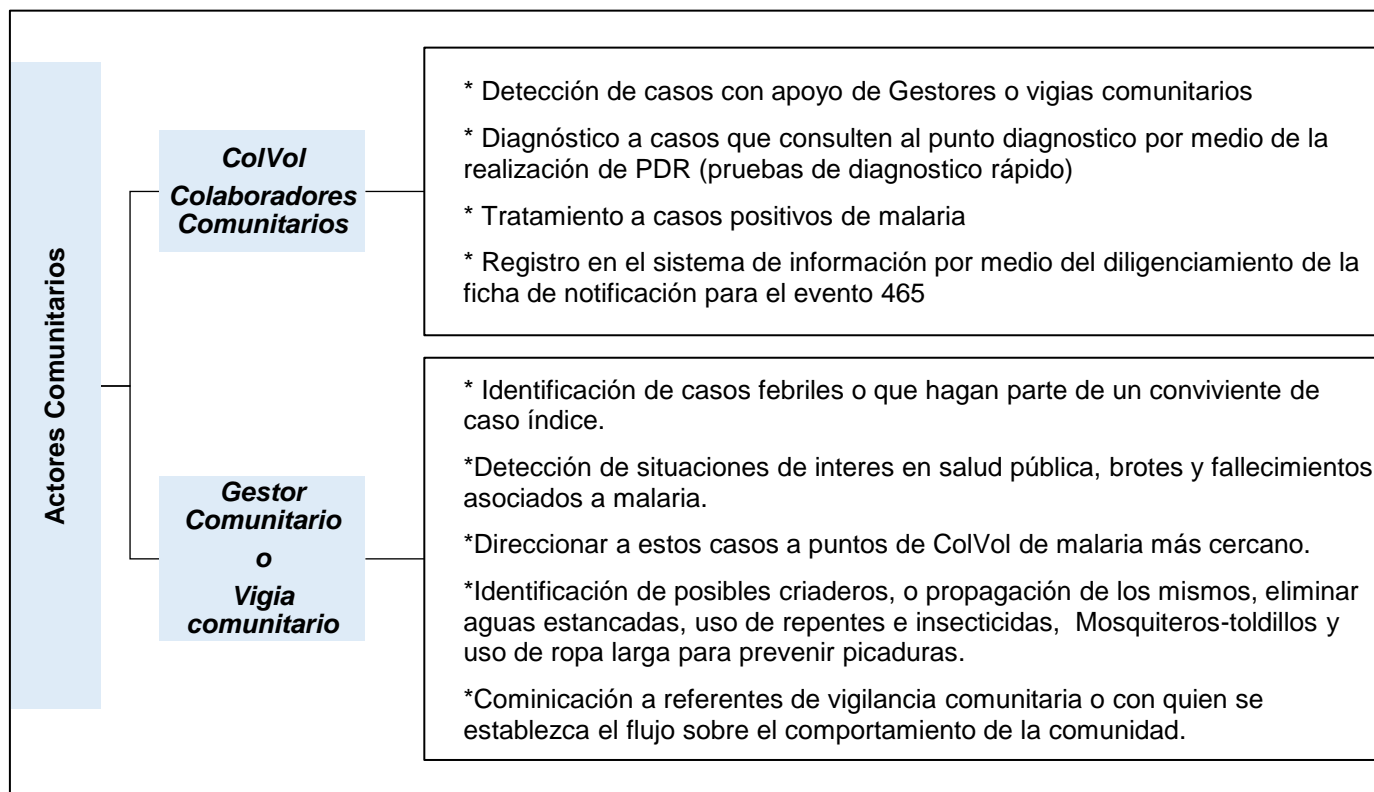 Actores Comunitarios
ColVol
Colaboradores
Comunitarios
* Detección de casos con apoyo de Gestores o vigias comunitarios
* Diagnóstico a casos que consulten al punto diagnostico por medio de la
realización de PDR (pruebas de diagnostico rápido)
* Tratamiento a casos positivos de malaria
* Registro en el sistema de información por medio del diligenciamiento de la
ficha de notificación para el evento 465
Gestor
Comunitario
o
Vigia
comunitario
* Identificación de casos febriles o que hagan parte de un conviviente de
caso índice.
*Detección de situaciones de interes en salud pública, brotes y fallecimientos
asociados a malaria.
*Direccionar a estos casos a puntos de ColVol de malaria más cercano.
*Identificación de posibles criaderos, o propagación de los mismos, eliminar
aguas estancadas, uso de repentes e insecticidas, Mosquiteros-toldillos y
uso de ropa larga para prevenir picaduras.
*Cominicación a referentes de vigilancia comunitaria o con quien se
establezca el flujo sobre el comportamiento de la comunidad.